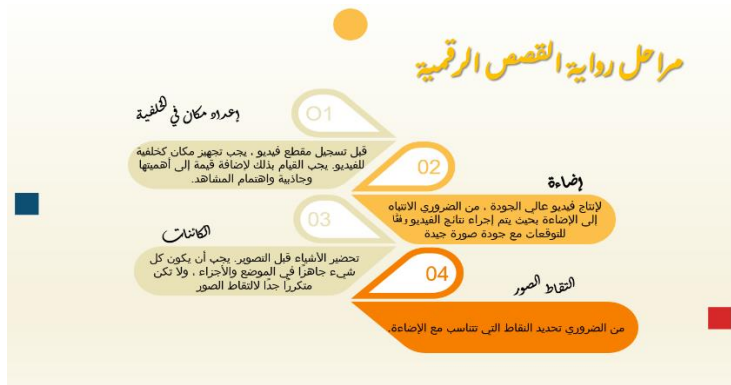 مراحل رواية القصص الرقمية
01
إعداد مكان في الخلفية
قبل تسجيل مقطع فيديو ، يجب تجهيز مكان كخلفية
للفيديو. يجب القيام بذلك لإضافة قيمة إلى أهميتها
وجاذبية واهتمام المشاهد.
02
إضاءة
لإنتاج فيديو عالي الجودة ، من الضروري الانتباه
إلى الإضاءة بحيث يتم إجراء نتائج الفيديو وفقًا
للتوقعات مع جودة صورة جيدة
03
الكائنات
تحضير الأشياء قبل التصوير. يجب أن يكون كل
شيء جاهزًا في الموضع والأجزاء ، ولا تكن
متكررًا جدًا لالتقاط الصور
04
التقاط الصور
من الضروري تحديد النقاط التي تتناسب مع الإضاءة.